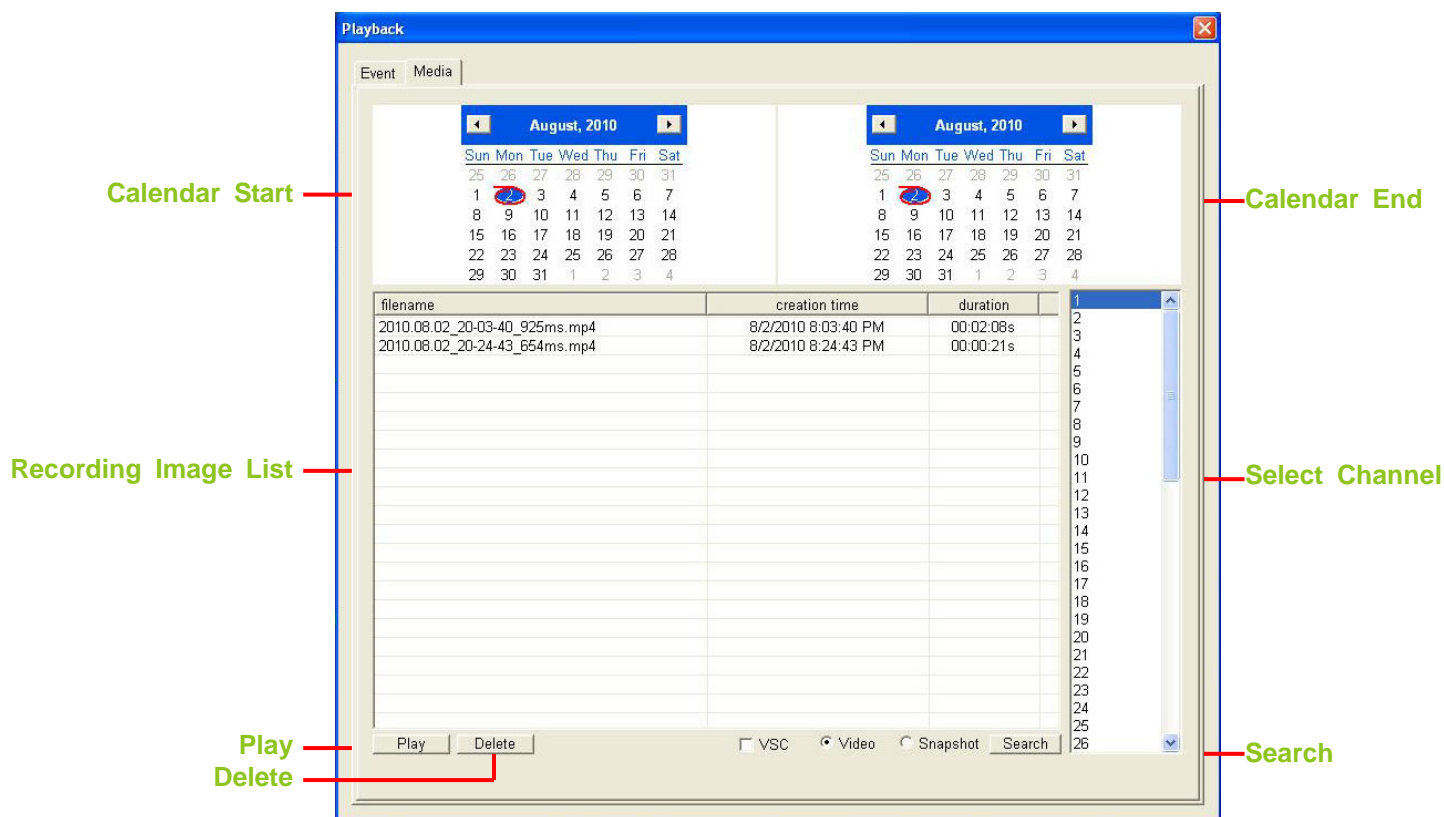 Playback
Event Media
August, 2010 August, 2010
Sun Mon Tue Wed Thu Fri Sat Sun Mon Tue Wed Thu Fri Sat
25 26 27 28 29 30 31 25 26 27 28 29 30 31
Calendar Start 1 2 3 4 5 6 7 1 2 3 4 5 6 7 Calendar End
8 9 10 11 12 13 14 8 9 10 11 12 13 14
15 16 17 18 19 20 21 15 16 17 18 19 20 21
22 23 24 25 26 27 28 22 23 24 25 26 27 28
29 30 31 1 2 3 4 29 30 31 1 2 3 4
filename creation time duration
2010.08.02_20-03-40_925ms.mp4 8/2/2010 8:03:40 PM 00:02:08s
2010.08.02_20-24-43_654ms.mp4 8/2/2010 8:24:43 PM 00:00:21s
1
2
3
4
5
6
7
8
9
10
11
12
13
14
15
16
17
18
19
20
21
22
23
24
25
26
Recording Image List
Select Channel
Play Delete VSC Video Snapshot Search
Play
Delete
Search